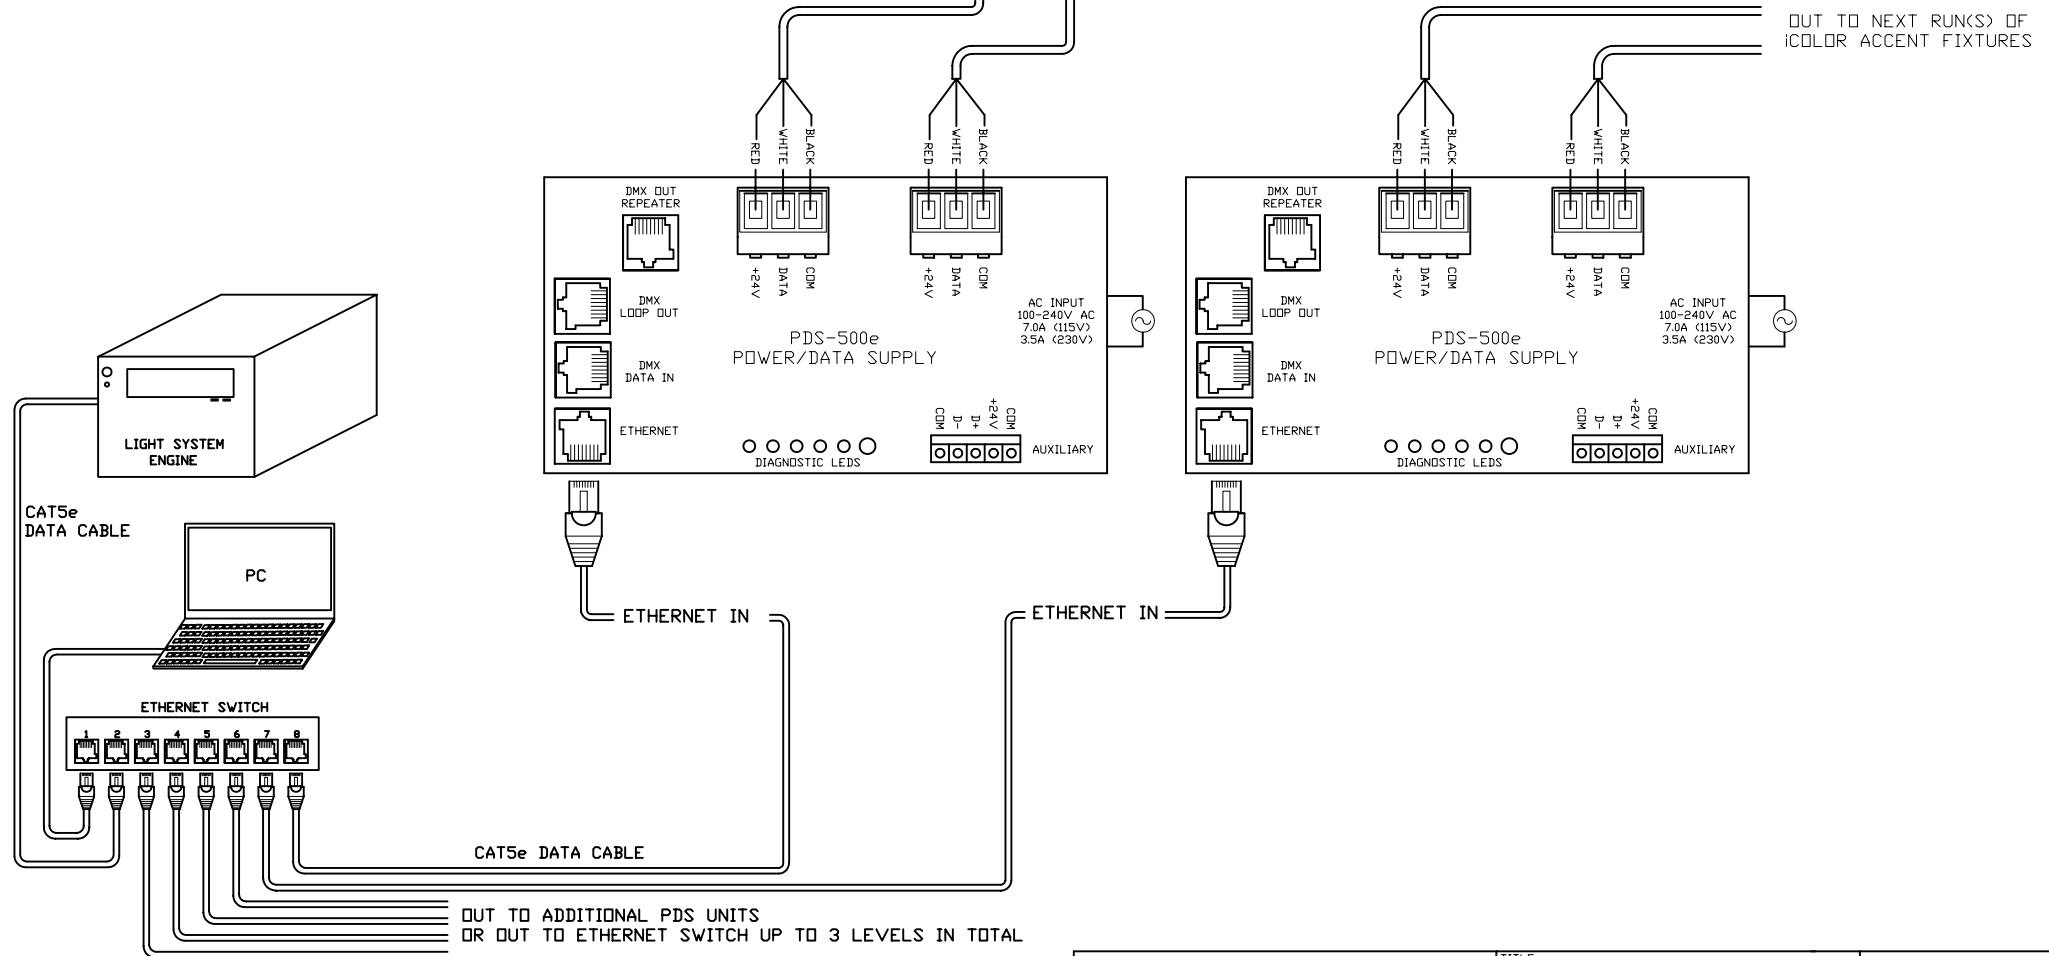 OUT TO NEXT RUN(S) OF
iCOLOR ACCENT FIXTURES
RED
WHITE
BLACK
RED
WHITE
BLACK
RED
WHITE
BLACK
RED
WHITE
BLACK
DMX OUT
REPEATER
+24V
DATA
COM
+24V
DATA
COM
DMX
LOOP OUT
AC INPUT
100-240V AC
7.0A (115V)
3.5A (230V)
PDS-500e
POWER/DATA SUPPLY
DMX
DATA IN
ETHERNET
DIAGNOSTIC LEDS
COM
D-
D+
+24V
COM
AUXILIARY
DMX OUT
REPEATER
+24V
DATA
COM
+24V
DATA
COM
DMX
LOOP OUT
AC INPUT
100-240V AC
7.0A (115V)
3.5A (230V)
PDS-500e
POWER/DATA SUPPLY
DMX
DATA IN
ETHERNET
DIAGNOSTIC LEDS
COM
D-
D+
+24V
COM
AUXILIARY
LIGHT SYSTEM
ENGINE
CAT5e
DATA CABLE
PC
ETHERNET IN
ETHERNET IN
ETHERNET SWITCH
1 2 3 4 5 6 7 8
CAT5e DATA CABLE
OUT TO ADDITIONAL PDS UNITS
OR OUT TO ETHERNET SWITCH UP TO 3 LEVELS IN TOTAL
TITLE